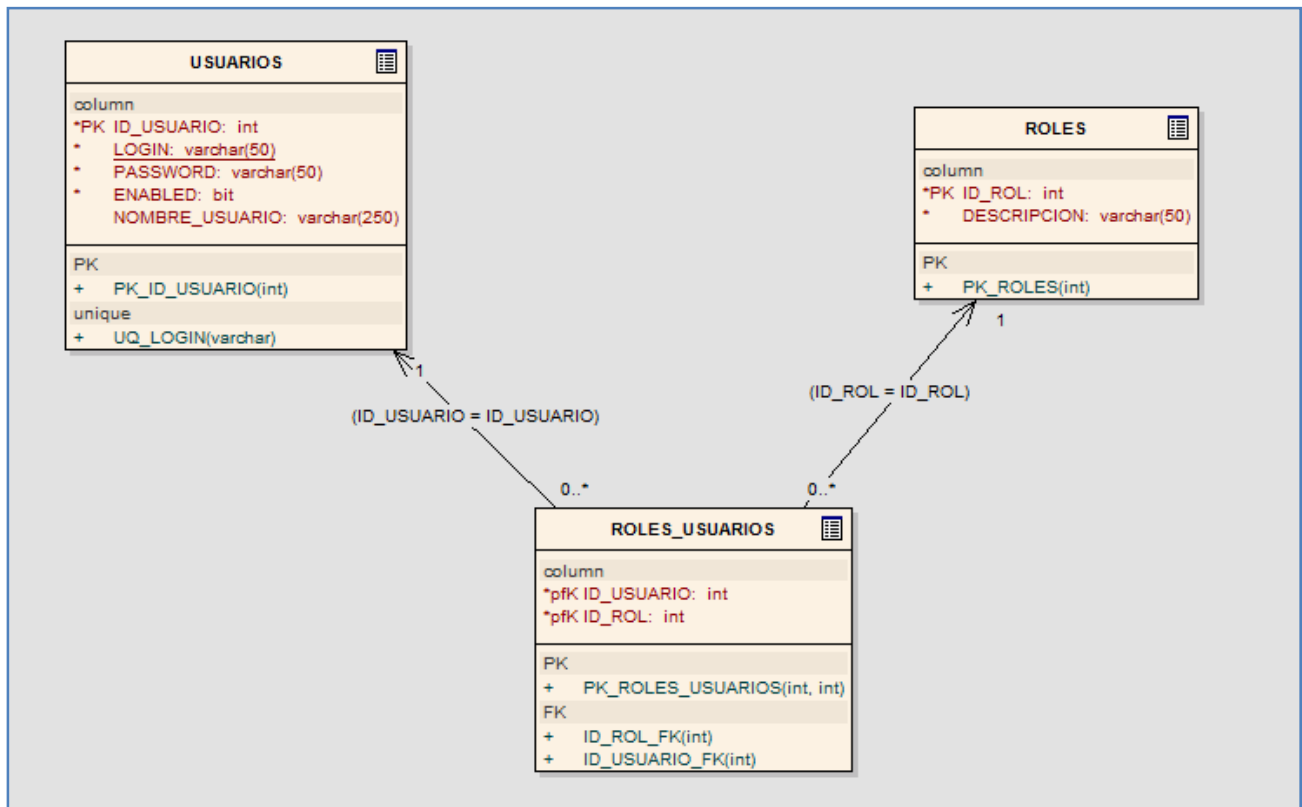 USUARIOS
column
*PK ID_USUARIO: int
* LOGIN: varchar(50)
* PASSWORD: varchar(50)
* ENABLED: bit
NOMBRE_USUARIO: varchar(250)
PK
+ PK_ID_USUARIO(int)
unique
+ UQ_LOGIN(varchar)
ROLES
column
*PK ID_ROL: int
* DESCRIPCION: varchar(50)
PK
+ PK_ROLES(int)
1
1
(ID_USUARIO = ID_USUARIO)
(ID_ROL = ID_ROL)
0..*
0..*
ROLES_USUARIOS
column
*pfK ID_USUARIO: int
*pfK ID_ROL: int
PK
+ PK_ROLES_USUARIOS(int, int)
FK
+ ID_ROL_FK(int)
+ ID_USUARIO_FK(int)